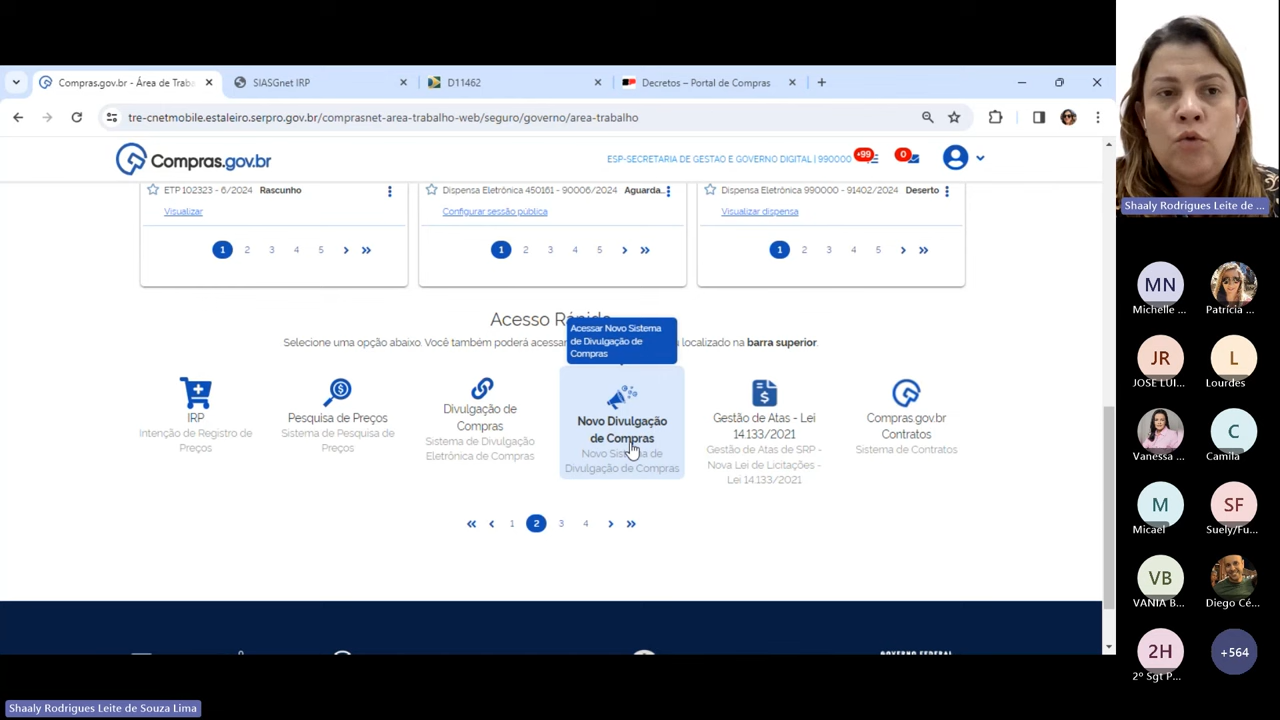 Compras.gov.br - Área de Trab
SIASGnet IRP
D11462
Decretos – Portal de Compras
tre-cnetmobile.estaleiro.serpro.gov.br/comprasnet-area-trabalho-web/seguro/governo/area-trabalho
Compras.gov.br
ESP-SECRETARIA DE GESTAO E GOVERNO DIGITAL | 990000
+99
0
ETP 102323 - 6/2024 Rascunho
Visualizar
1 2 3 4 5
Dispensa Eletrônica 450161 - 90006/2024 Aguarda..
Configurar sessão pública
1 2 3 4 5
Dispensa Eletrônica 990000 - 91402/2024 Deserto
Visualizar dispensa
1 2 3 4 5
Acesso Rápido
Selecione uma opção abaixo. Você também poderá acessar
localizado na barra superior.
Acessar Novo Sistema
de Divulgação de
Compras
IRP
Intenção de Registro de
Preços
Pesquisa de Preços
Sistema de Pesquisa de
Preços
Divulgação de
Compras
Sistema de Divulgação
Eletrônica de Compras
Novo Divulgação
de Compras
Novo Sistema de
Divulgação de Compras
Gestão de Atas - Lei
14.133/2021
Gestão de Atas de SRP -
Nova Lei de Licitações -
Lei 14.133/2021
Compras.gov.br
Contratos
Sistema de Contratos
1 2 3 4
GOVERNO FEDERAL
Shaaly Rodrigues Leite de ...
MN
Michelle ...
Patrícia ...
JR
JOSE LUI...
L
Lourdes
Vanessa ...
C
Camila
M
Micael
SF
Suely/Fu...
VB
VANIA B...
Diego Cé...
2H
2º Sgt P...
+564
Shaaly Rodrigues Leite de Souza Lima